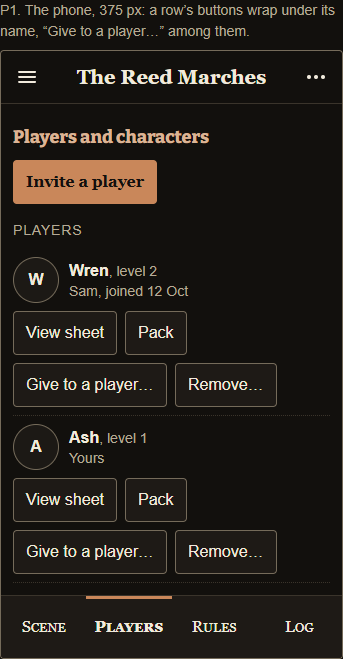 P1. The phone, 375 px: a row’s buttons wrap under its
name, “Give to a player…” among them.
The Reed Marches
Players and characters
Invite a player
PLAYERS
W
Wren, level 2
Sam, joined 12 Oct
View sheet
Pack
Give to a player…
Remove…
A
Ash, level 1
Yours
View sheet
Pack
Give to a player…
Remove…
Scene
Players
Rules
Log